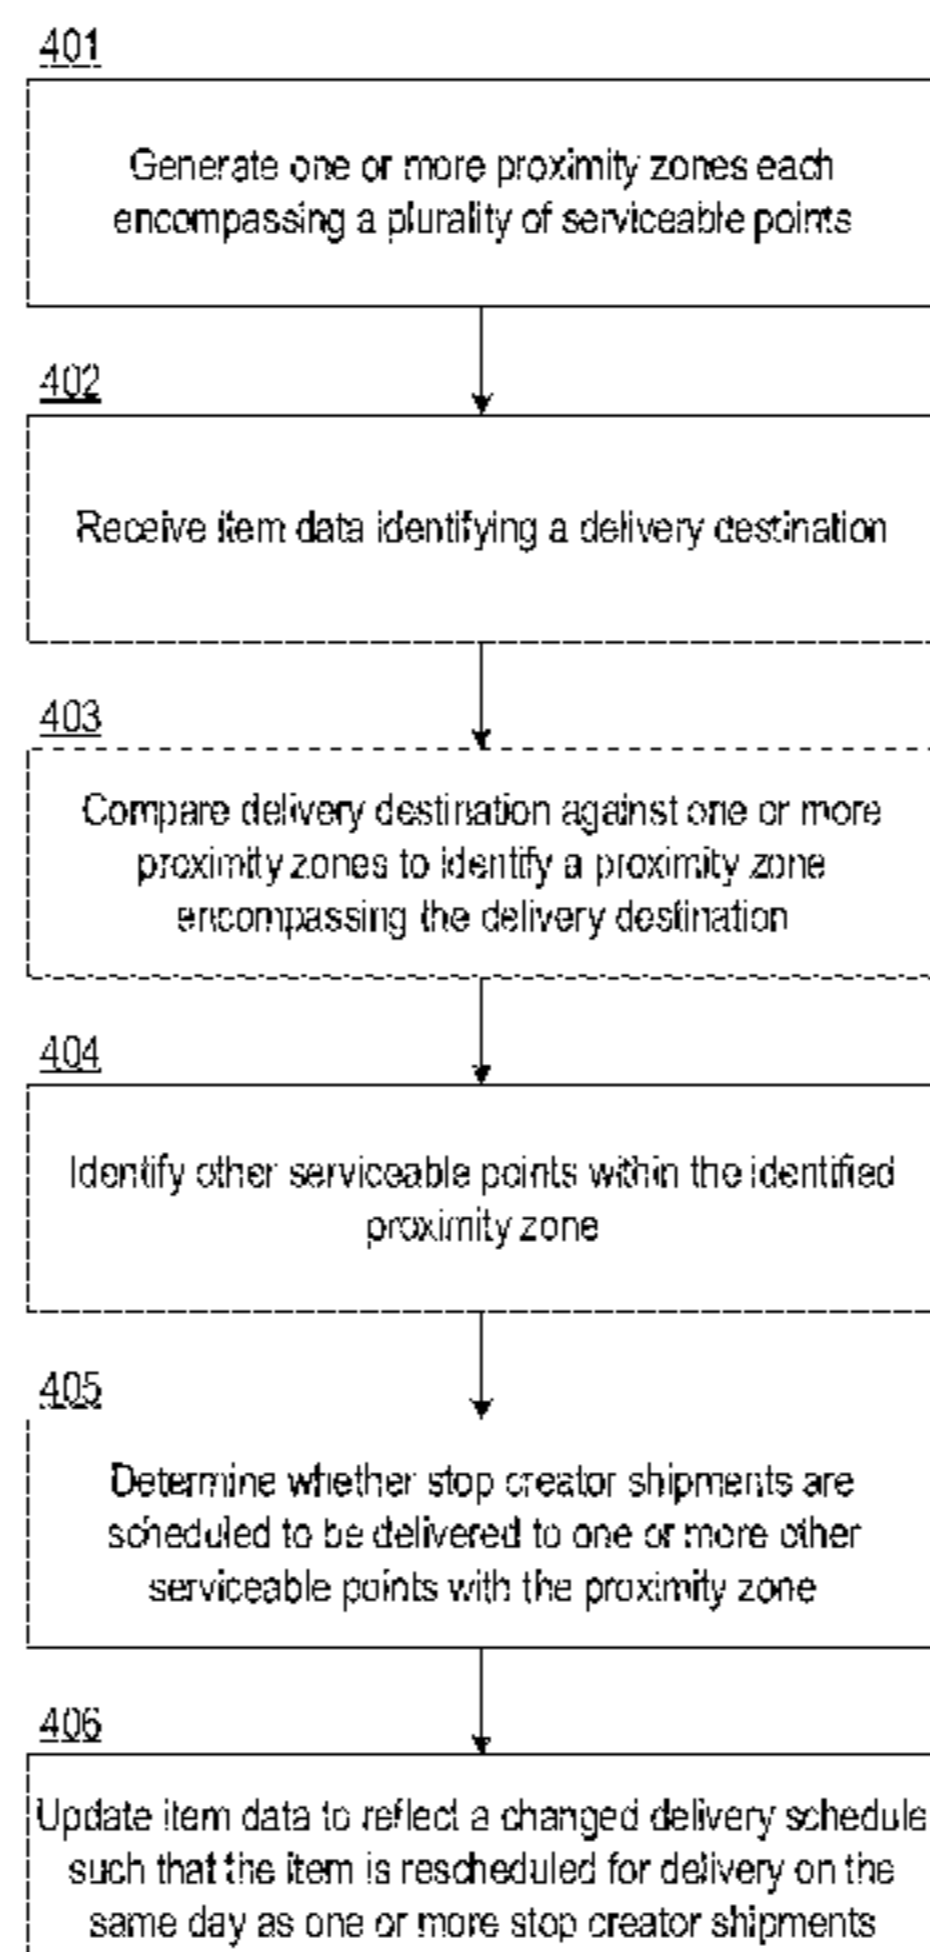 401
Generate one or more proximity zones each
encompassing a plurality of serviceable points
402
Receive item data identifying a delivery destination
403
Compare delivery destination against one or more
proximity zones to identify a proximity zone
encompassing the delivery destination
404
Identify other serviceable points within the identified
proximity zone
405
Determine whether stop creator shipments are
scheduled to be delivered to one or more other
serviceable points with the proximity zone
406
Update item data to reflect a changed delivery schedule
such that the item is rescheduled for delivery on the
same day as one or more stop creator shipments